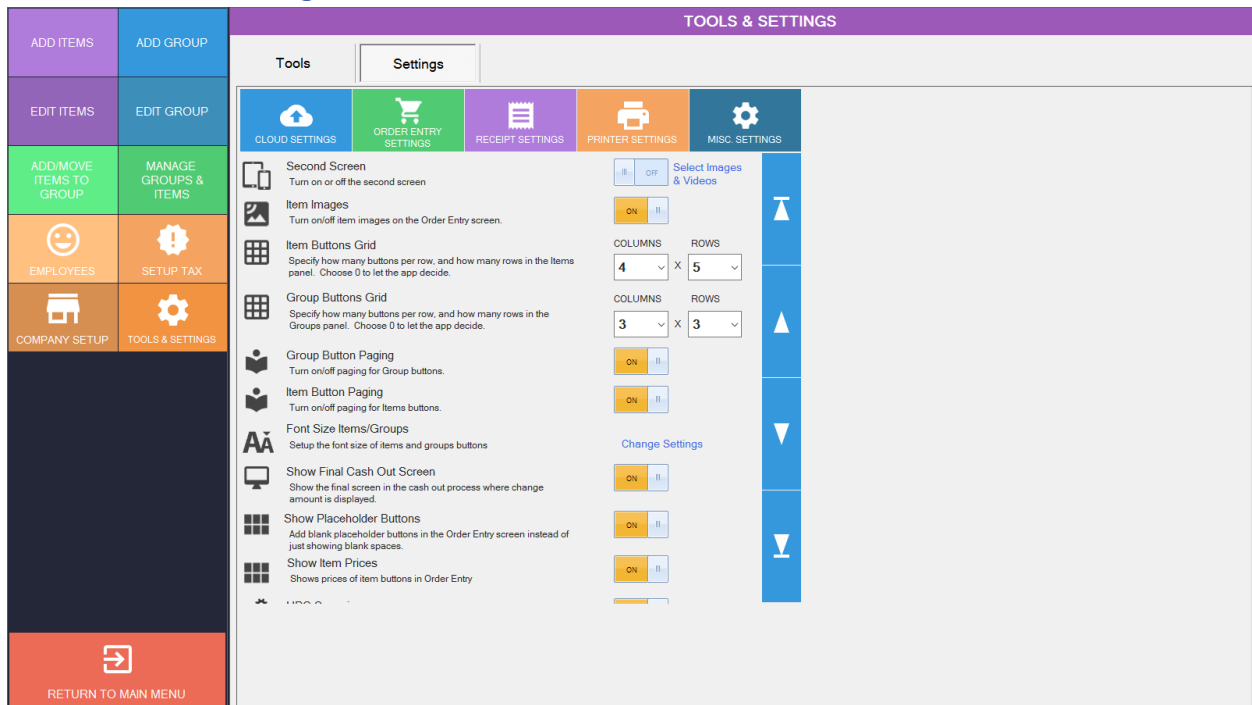 TOOLS & SETTINGS
ADD ITEMS
ADD GROUP
EDIT ITEMS
EDIT GROUP
ADD/MOVE
ITEMS TO
GROUP
MANAGE
GROUPS &
ITEMS
EMPLOYEES
SETUP TAX
COMPANY SETUP
TOOLS & SETTINGS
RETURN TO MAIN MENU
Tools
Settings
CLOUD SETTINGS
ORDER ENTRY
SETTINGS
RECEIPT SETTINGS
PRINTER SETTINGS
MISC. SETTINGS
Second Screen
Turn on or off the second screen
OFF
Select Images
& Videos
Item Images
Turn on/off item images on the Order Entry screen.
ON
Item Buttons Grid
Specify how many buttons per row, and how many rows in the Items
panel. Choose 0 to let the app decide.
COLUMNS ROWS
4 X 5
Group Buttons Grid
Specify how many buttons per row, and how many rows in the
Groups panel. Choose 0 to let the app decide.
COLUMNS ROWS
3 X 3
Group Button Paging
Turn on/off paging for Group buttons.
ON
Item Button Paging
Turn on/off paging for Items buttons.
ON
Font Size Items/Groups
Setup the font size of items and groups buttons
Change Settings
Show Final Cash Out Screen
Show the final screen in the cash out process where change
amount is displayed.
ON
Show Placeholder Buttons
Add blank placeholder buttons in the Order Entry screen instead of
just showing blank spaces.
ON
Show Item Prices
Shows prices of item buttons in Order Entry
ON